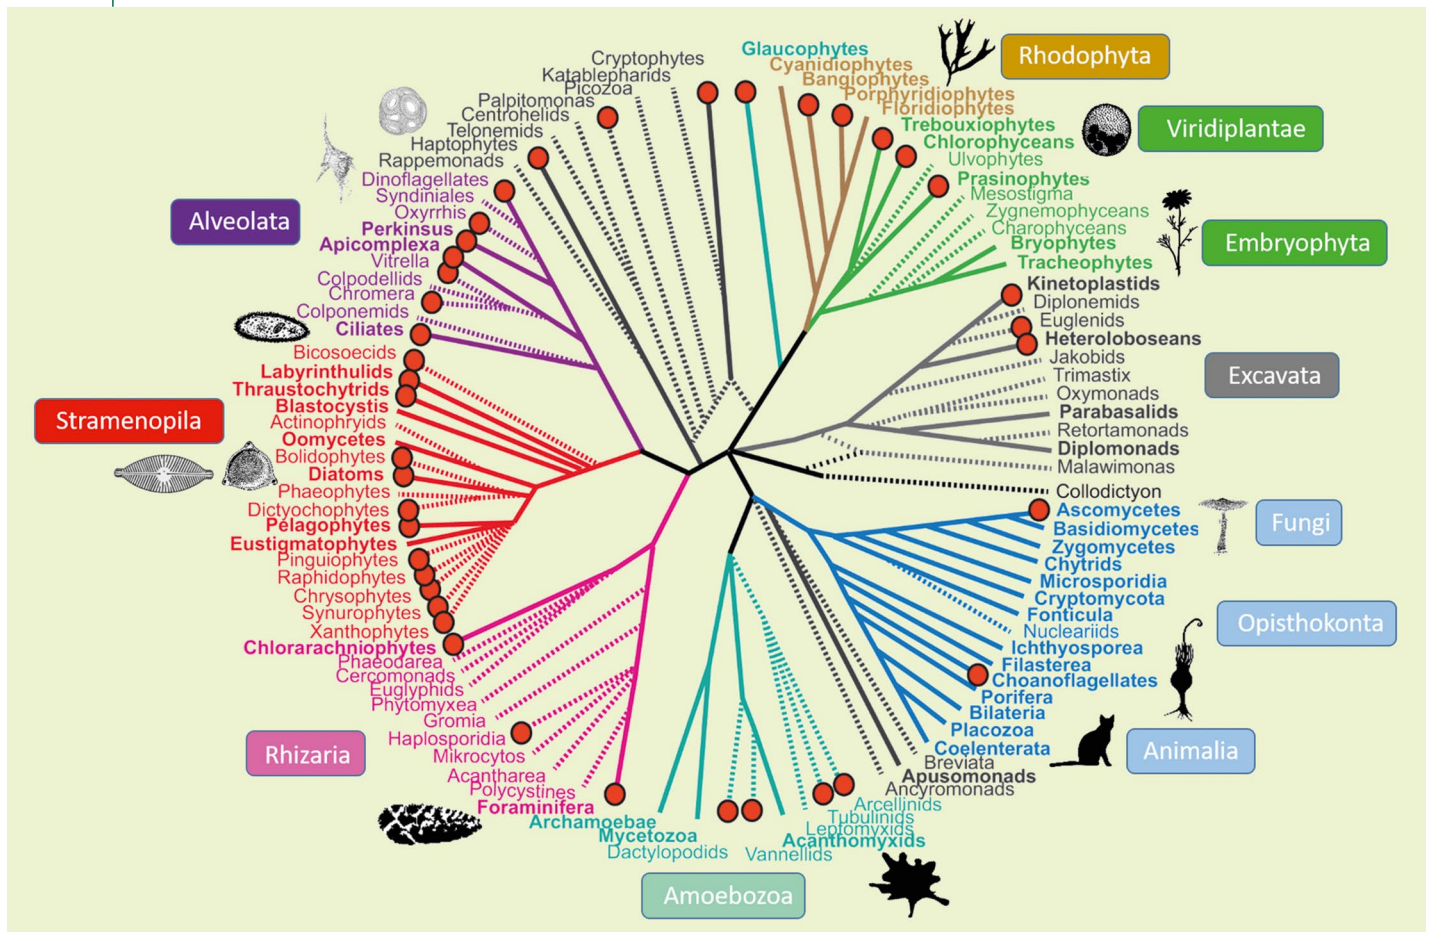 Glaucophytes
Cyanidiophytes
Bangiophytes
Porphyridiophytes
Floridiophytes
Rhodophyta
Trebouxiophytes
Chlorophyceans
Ulvophytes
Prasinophytes
Mesostigma
Zygnemophyceans
Charophyceans
Bryophytes
Tracheophytes
Viridiplantae
Embryophyta
Kinetoplastids
Diplonemids
Euglenids
Heteroloboseans
Jakobids
Trimastix
Oxymonads
Parabasalids
Retortamonads
Diplomonads
Malawimonas
Excavata
Collodictyon
Ascomycetes
Basidiomycetes
Zygomycetes
Chytrids
Microsporidia
Cryptomycota
Fonticula
Nucleariids
Ichthyosporea
Filasterea
Choanoflagellates
Porifera
Bilateria
Placozoa
Coelenterata
Fungi
Opisthokonta
Animalia
Breviata
Apusomonads
Ancyromonads
Arcellinids
Tubulinids
Leptomyxids
Acanthomyxids
Vannellids
Dactylopodids
Mycetozoa
Archamoebae
Amoebozoa
Cryptophytes
Katablepharids
Picozoa
Palpitomonas
Centrohelids
Telonemids
Haptophytes
Rappemonads
Dinoflagellates
Syndiniales
Oxyrrhis
Perkinsus
Apicomplexa
Vitrella
Colpodellids
Chromera
Colponemids
Ciliates
Alveolata
Bicosoecids
Labyrinthulids
Thraustochytrids
Blastocystis
Actinophryids
Oomycetes
Bolidophytes
Diatoms
Phaeophytes
Dictyochophytes
Pelagophytes
Eustigmatophytes
Pinguiophytes
Raphidophytes
Chrysophytes
Synurophytes
Xanthophytes
Stramenopila
Chlorarachniophytes
Phaeodarea
Cercomonads
Euglyphids
Phytomyxea
Gromia
Haplosporidia
Mikrocytos
Acantharea
Polycystines
Foraminifera
Rhizaria